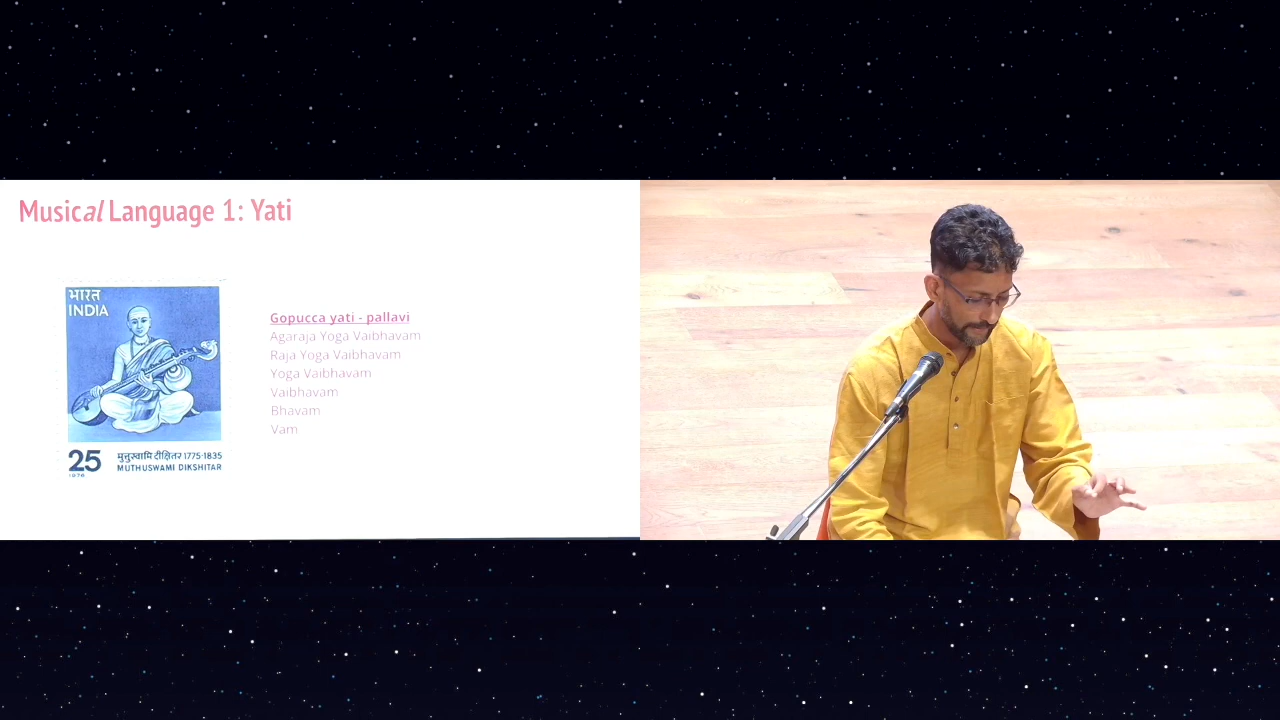 Musical Language 1: Yati
भारत
INDIA
Gopucca yati - pallavi
Agaraja Yoga Vaibhavam
Raja Yoga Vaibhavam
Yoga Vaibhavam
Vaibhavam
Bhavam
Vam
25 मुत्तुस्वामि दीक्षितर 1775-1835
MUTHUSWAMI DIKSHITAR
1976